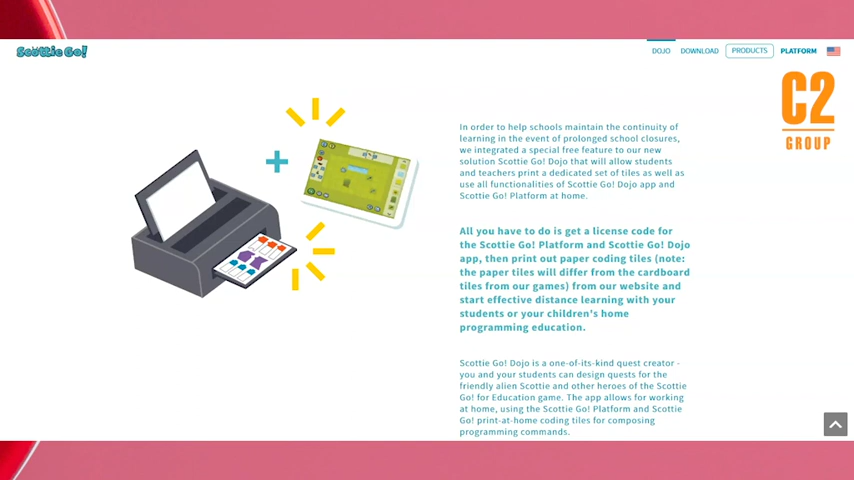 Scottie Go!
DOJO DOWNLOAD PRODUCTS PLATFORM
C2
GROUP
In order to help schools maintain the continuity of
learning in the event of prolonged school closures,
we integrated a special free feature to our new
solution Scottie Go! Dojo that will allow students
and teachers print a dedicated set of tiles as well as
use all functionalities of Scottie Go! Dojo app and
Scottie Go! Platform at home.
All you have to do is get a license code for
the Scottie Go! Platform and Scottie Go! Dojo
app, then print out paper coding tiles (note:
the paper tiles will differ from the cardboard
tiles from our games) from our website and
start effective distance learning with your
students or your children's home
programming education.
Scottie Go! Dojo is a one-of-its-kind quest creator -
you and your students can design quests for the
friendly alien Scottie and other heroes of the Scottie
Go! for Education game. The app allows for working
at home, using the Scottie Go! Platform and Scottie
Go! print-at-home coding tiles for composing
programming commands.